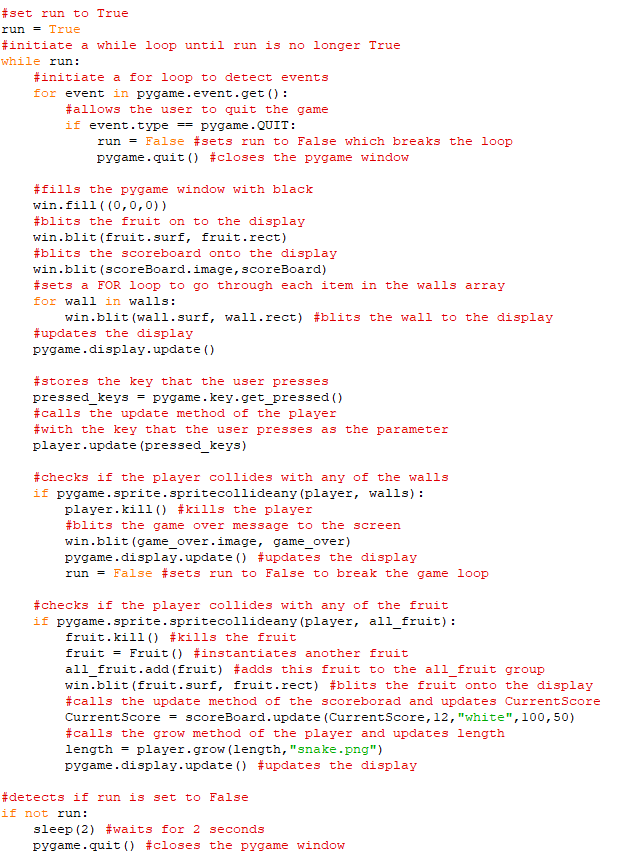 #set run to True
run = True
#initiate a while loop until run is no longer True
while run:
    #initiate a for loop to detect events
    for event in pygame.event.get():
        #allows the user to quit the game
        if event.type == pygame.QUIT:
            run = False #sets run to False which breaks the loop
            pygame.quit() #closes the pygame window

    #fills the pygame window with black
    win.fill((0,0,0))
    #blits the fruit on to the display
    win.blit(fruit.surf, fruit.rect)
    #blits the scoreboard onto the display
    win.blit(scoreBoard.image,scoreBoard)
    #sets a FOR loop to go through each item in the walls array
    for wall in walls:
        win.blit(wall.surf, wall.rect) #blits the wall to the display
    #updates the display
    pygame.display.update()

    #stores the key that the user presses
    pressed_keys = pygame.key.get_pressed()
    #calls the update method of the player
    #with the key that the user presses as the parameter
    player.update(pressed_keys)

    #checks if the player collides with any of the walls
    if pygame.sprite.spritecollideany(player, walls):
        player.kill() #kills the player
        #blits the game over message to the screen
        win.blit(game_over.image, game_over)
        pygame.display.update() #updates the display
        run = False #sets run to False to break the game loop

    #checks if the player collides with any of the fruit
    if pygame.sprite.spritecollideany(player, all_fruit):
        fruit.kill() #kills the fruit
        fruit = Fruit() #instantiates another fruit
        all_fruit.add(fruit) #adds this fruit to the all_fruit group
        win.blit(fruit.surf, fruit.rect) #blits the fruit onto the display
        #calls the update method of the scoreborad and updates CurrentScore
        CurrentScore = scoreBoard.update(CurrentScore,12,"white",100,50)
        #calls the grow method of the player and updates length
        length = player.grow(length,"snake.png")
        pygame.display.update() #updates the display

#detects if run is set to False
if not run:
    sleep(2) #waits for 2 seconds
    pygame.quit() #closes the pygame window